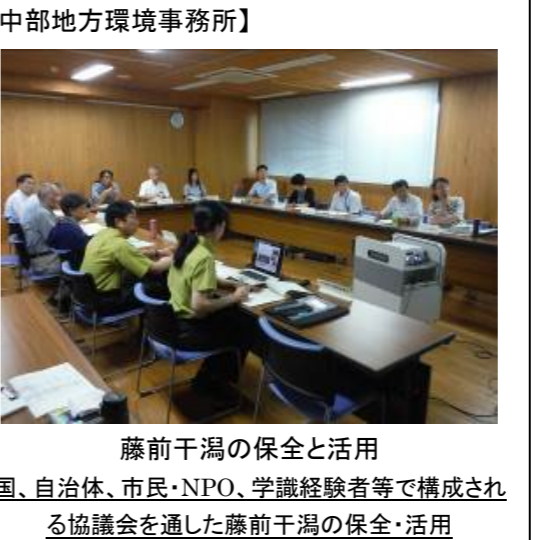 中部地方環境事務所】
藤前干潟の保全と活用
国、自治体、市民・NPO、学識経験者等で構成され
る協議会を通した藤前干潟の保全・活用